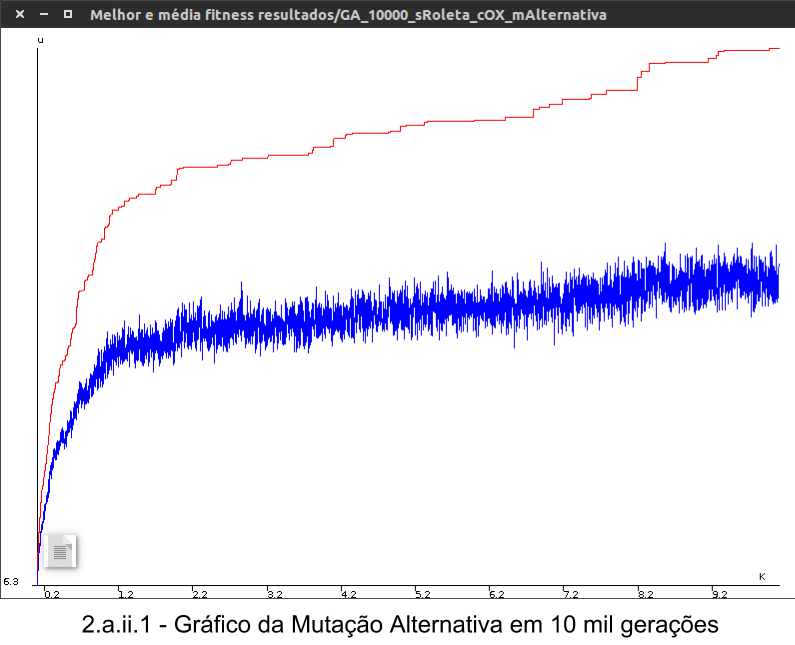 Melhor e média fitness resultados/GA_10000_sRoleta_cOX_mAlternativa
u
6.3
K
0.2 1.2 2.2 3.2 4.2 5.2 6.2 7.2 8.2 9.2
2.a.ii.1 - Gráfico da Mutação Alternativa em 10 mil gerações